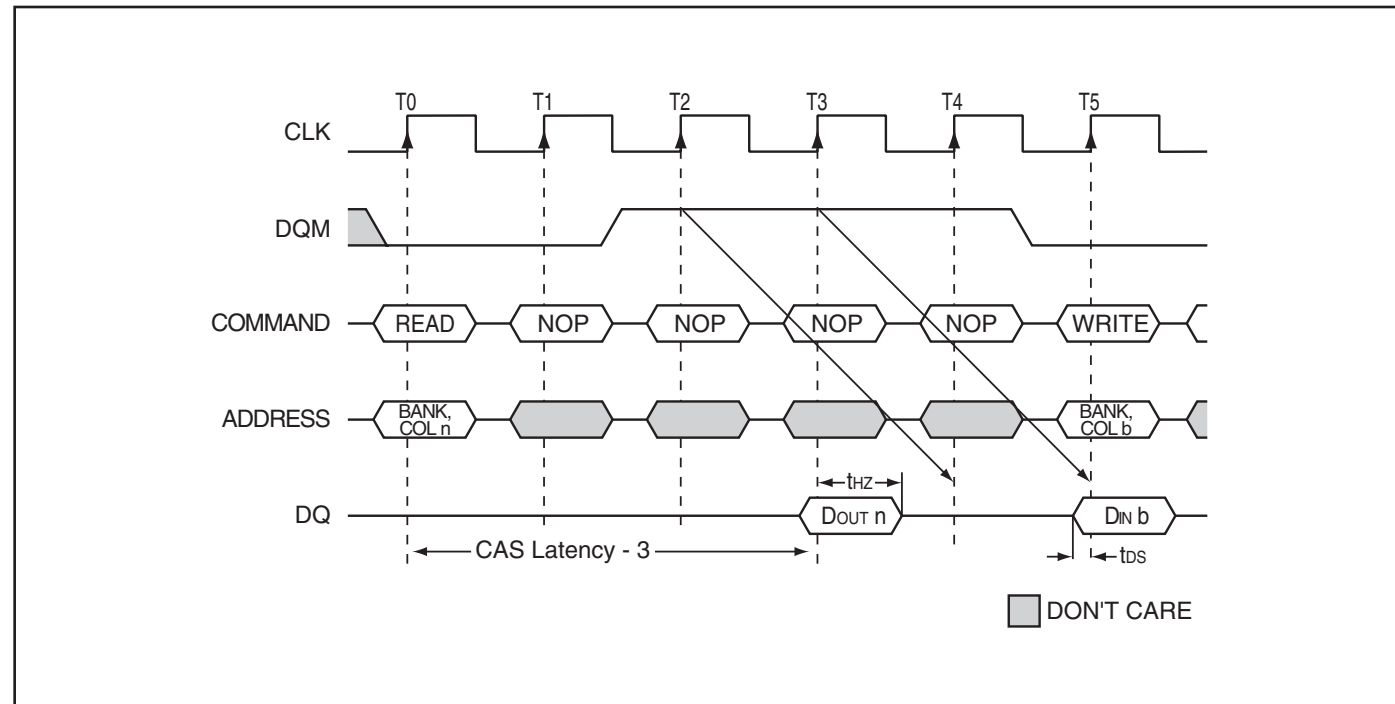 T0 T1 T2 T3 T4 T5
CLK
DQM
COMMAND READ NOP NOP NOP NOP WRITE
ADDRESS BANK, COL n BANK, COL b
tHZ
DQ DOUT n DIN b
CAS Latency - 3 tDS
DON'T CARE